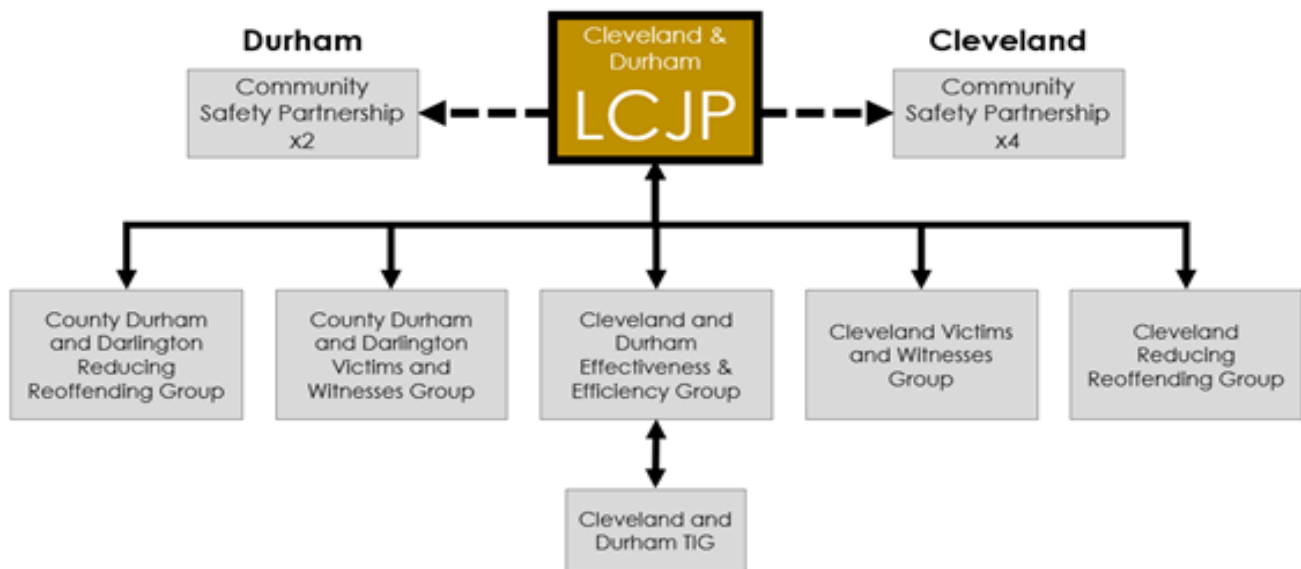 Durham
Community
Safety Partnership
x2
Cleveland &
Durham
LCJP
Cleveland
Community
Safety Partnership
x4
County Durham
and Darlington
Reducing
Reoffending Group
County Durham
and Darlington
Victims and
Witnesses Group
Cleveland and
Durham
Effectiveness &
Efficiency Group
Cleveland Victims
and Witnesses
Group
Cleveland
Reducing
Reoffending Group
Cleveland and
Durham TIG